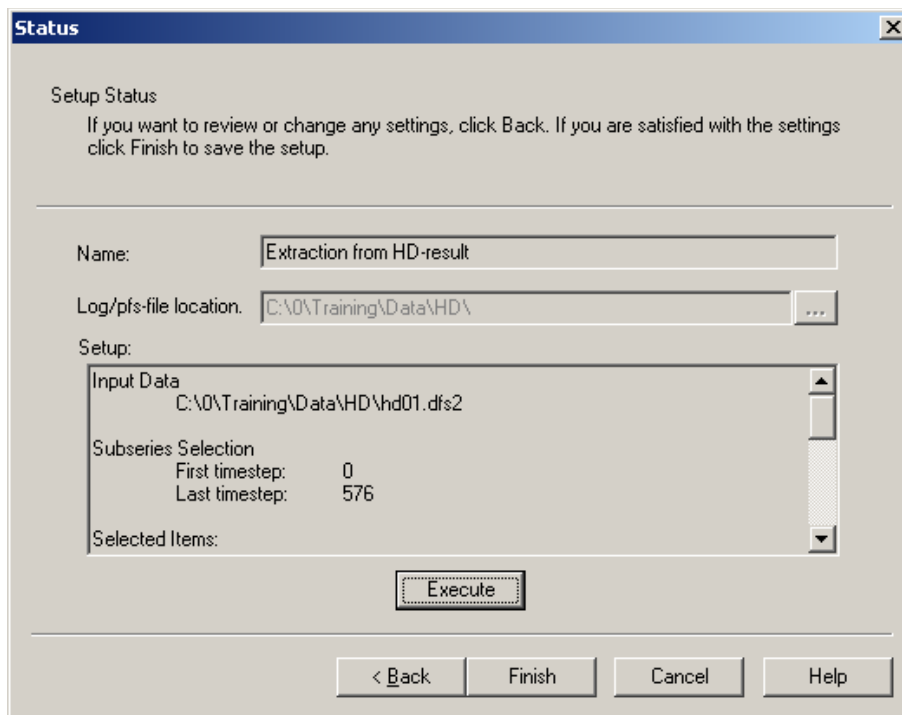 Status
Setup Status
If you want to review or change any settings, click Back. If you are satisfied with the settings
click Finish to save the setup.
Name:
Extraction from HD-result
Log/pfs-file location.
C:\0\Training\Data\HD\
...
Setup:
Input Data
C:\0\Training\Data\HD\hd01.dfs2
Subseries Selection
First timestep: 0
Last timestep: 576
Selected Items:
Execute
< Back
Finish
Cancel
Help